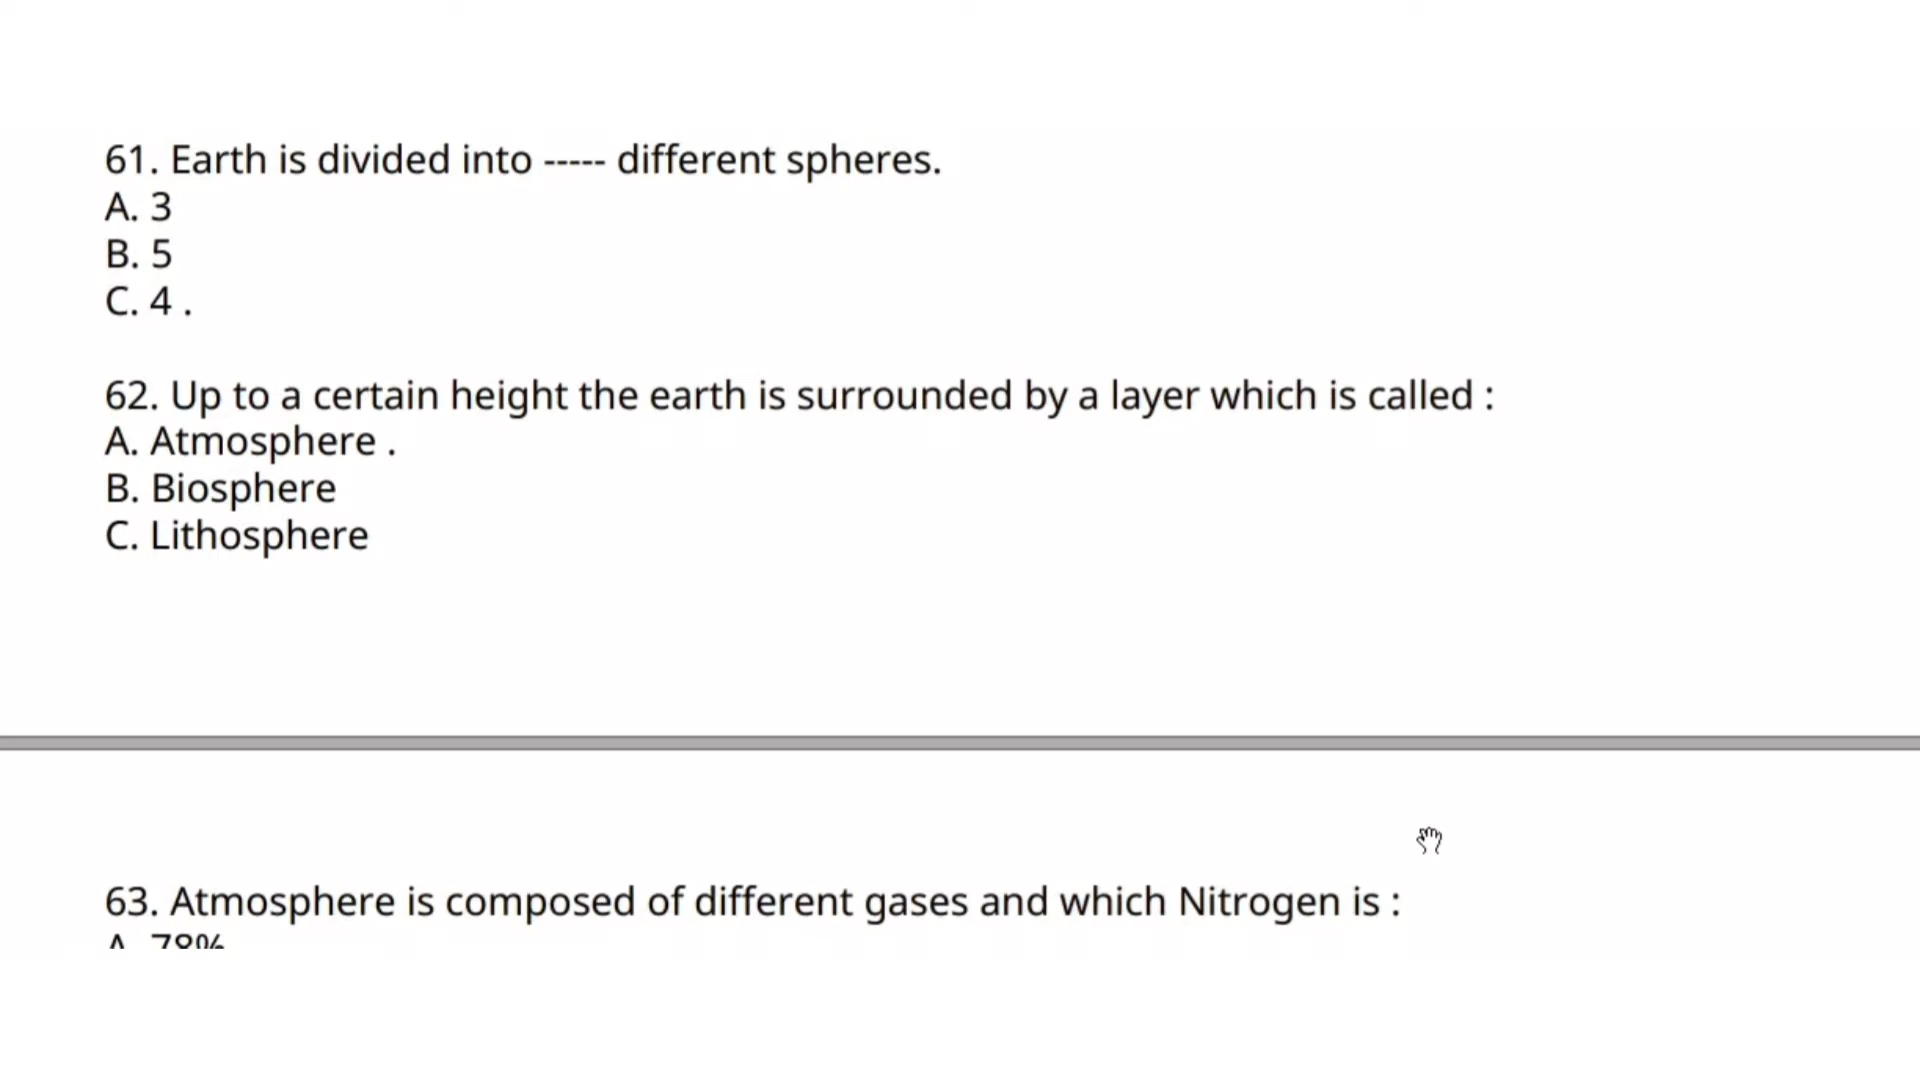 61. Earth is divided into ----- different spheres.
A. 3
B. 5
C. 4 .
62. Up to a certain height the earth is surrounded by a layer which is called :
A. Atmosphere .
B. Biosphere
C. Lithosphere
63. Atmosphere is composed of different gases and which Nitrogen is :
A. 78%